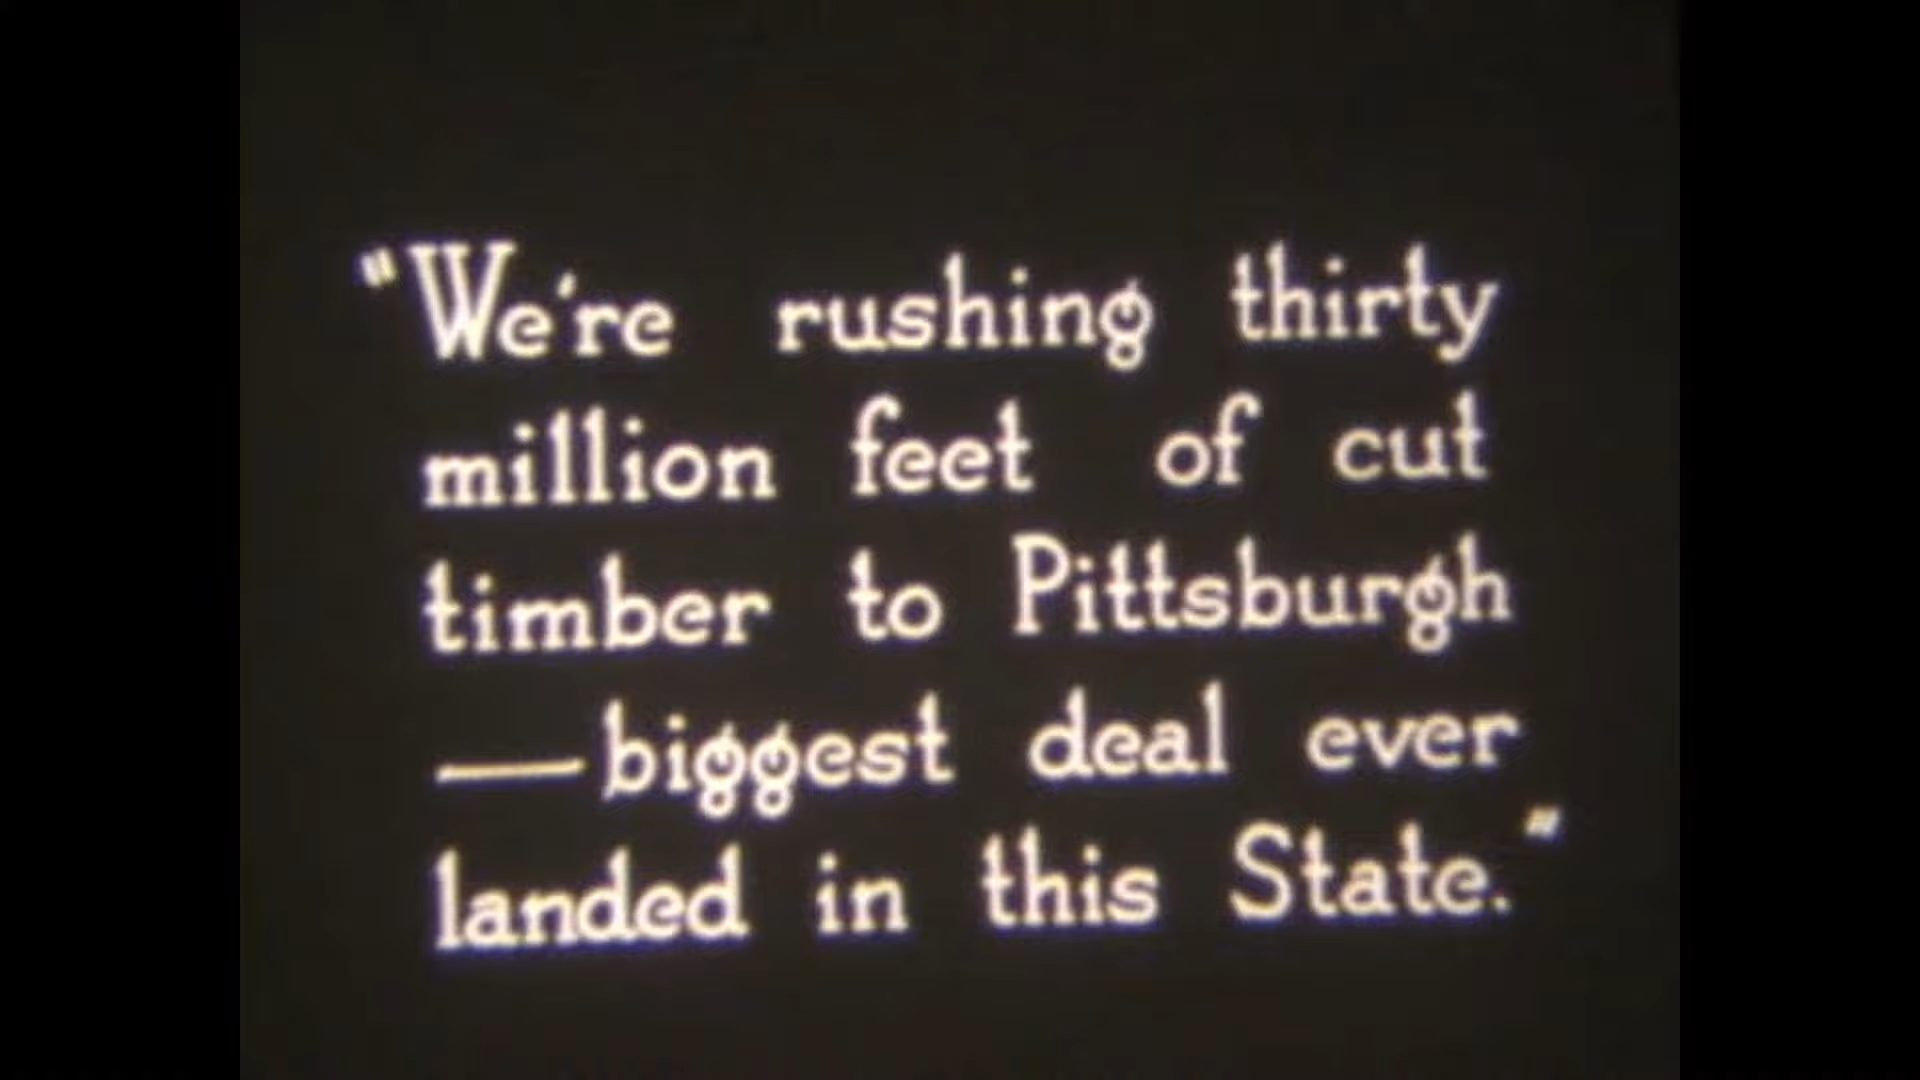 "We're rushing thirty
million feet of cut
timber to Pittsburgh
—biggest deal ever
landed in this State."